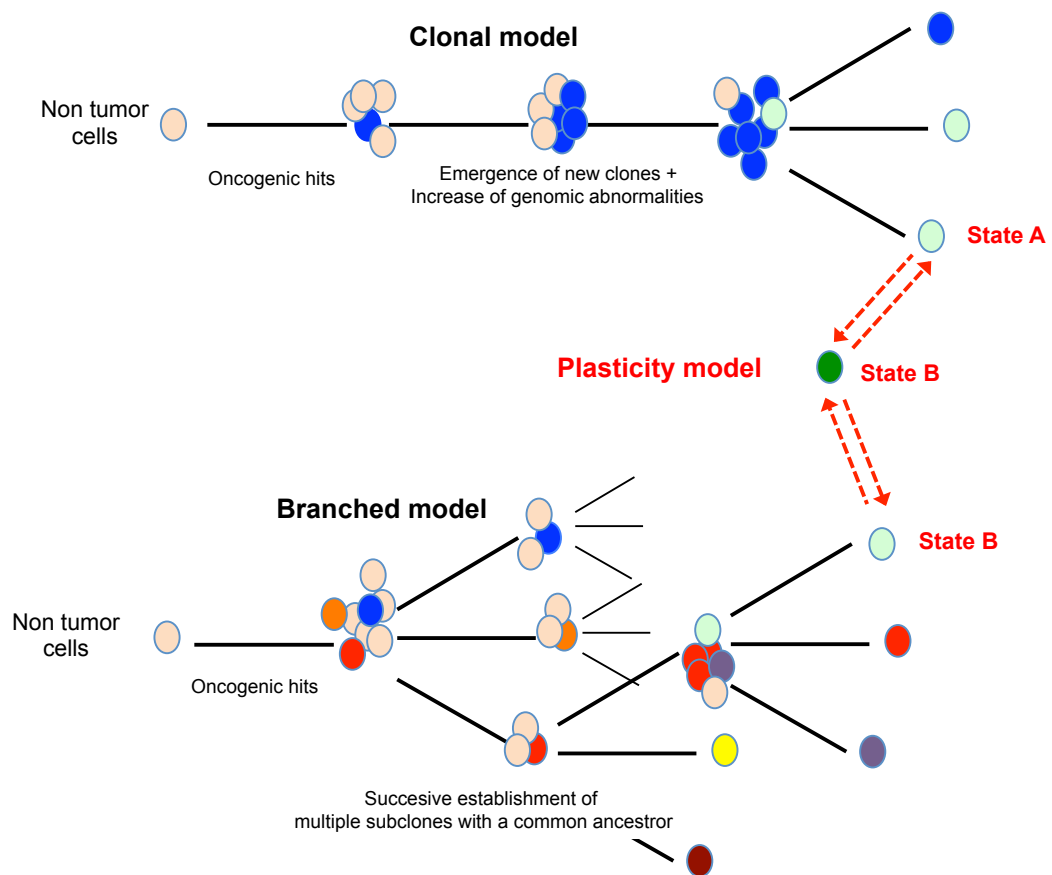 Clonal model
Non tumor
cells
Oncogenic hits
Emergence of new clones +
Increase of genomic abnormalities
State A
Plasticity model
State B
Branched model
State B
Non tumor
cells
Oncogenic hits
Succesive establishment of
multiple subclones with a common ancestror